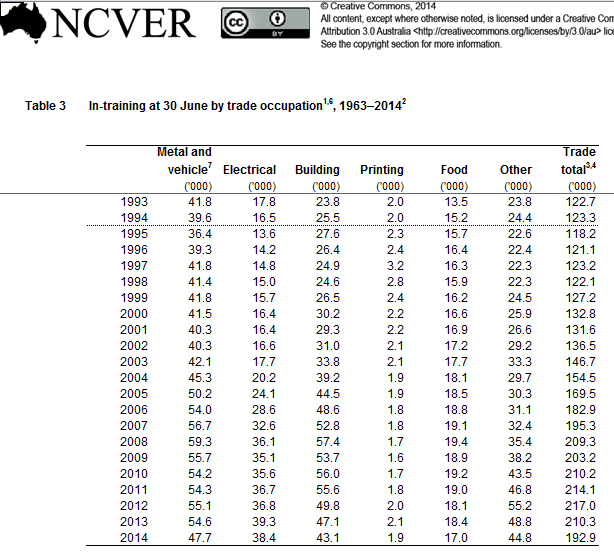 NCVER
cc BY
© Creative Commons, 2014
All content, except where otherwise noted, is licensed under a Creative Com
Attribution 3.0 Australia <http://creativecommons.org/licenses/by/3.0/au> lic
See the copyright section for more information.
Table 3 In-training at 30 June by trade occupation1,6, 1963–2014²
Metal and Trade
vehicle⁷ Electrical Building Printing Food Other total3,4
('000) ('000) ('000) ('000) ('000) ('000) ('000)
1993 41.8 17.8 23.8 2.0 13.5 23.8 122.7
1994 39.6 16.5 25.5 2.0 15.2 24.4 123.3
1995 36.4 13.6 27.6 2.3 15.7 22.6 118.2
1996 39.3 14.2 26.4 2.4 16.4 22.4 121.1
1997 41.8 14.8 24.9 3.2 16.3 22.3 123.2
1998 41.4 15.0 24.6 2.8 15.9 22.3 122.1
1999 41.8 15.7 26.5 2.4 16.2 24.5 127.2
2000 41.5 16.4 30.2 2.2 16.6 25.9 132.8
2001 40.3 16.4 29.3 2.2 16.9 26.6 131.6
2002 40.3 16.6 31.0 2.1 17.2 29.2 136.5
2003 42.1 17.7 33.8 2.1 17.7 33.3 146.7
2004 45.3 20.2 39.2 1.9 18.1 29.7 154.5
2005 50.2 24.1 44.5 1.9 18.5 30.3 169.5
2006 54.0 28.6 48.6 1.8 18.8 31.1 182.9
2007 56.7 32.6 52.8 1.8 19.1 32.4 195.3
2008 59.3 36.1 57.4 1.7 19.4 35.4 209.3
2009 55.7 35.1 53.7 1.6 18.9 38.2 203.2
2010 54.2 35.6 56.0 1.7 19.2 43.5 210.2
2011 54.3 36.7 55.6 1.8 19.0 46.8 214.1
2012 55.1 36.8 49.8 2.0 18.1 55.2 217.0
2013 54.6 39.3 47.1 2.1 18.4 48.8 210.3
2014 47.7 38.4 43.1 1.9 17.0 44.8 192.9